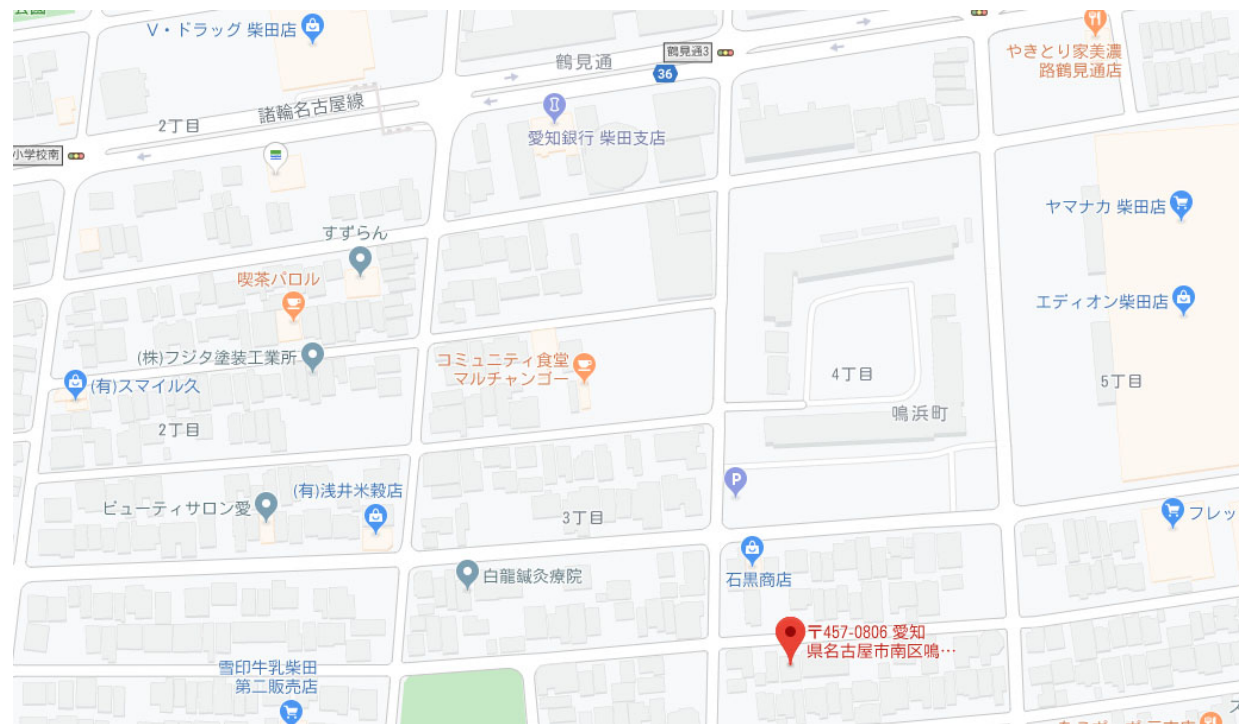 V・ドラッグ 柴田店
鶴見通3
鶴見通
36
やきとり家美濃
路鶴見通店
諸輪名古屋線
2丁目
愛知銀行 柴田支店
小学校南
ヤマナカ 柴田店
すずらん
喫茶パロル
エディオン柴田店
(株)フジタ塗装工業所
コミュニティ食堂
マルチャンゴー
(有)スマイル久
4丁目
5丁目
鳴浜町
2丁目
P
(有)浅井米穀店
ビューティサロン愛
3丁目
フレッ
白龍鍼灸療院
石黒商店
〒457-0806 愛知
県名古屋市南区鳴…
雪印牛乳柴田
第二販売店